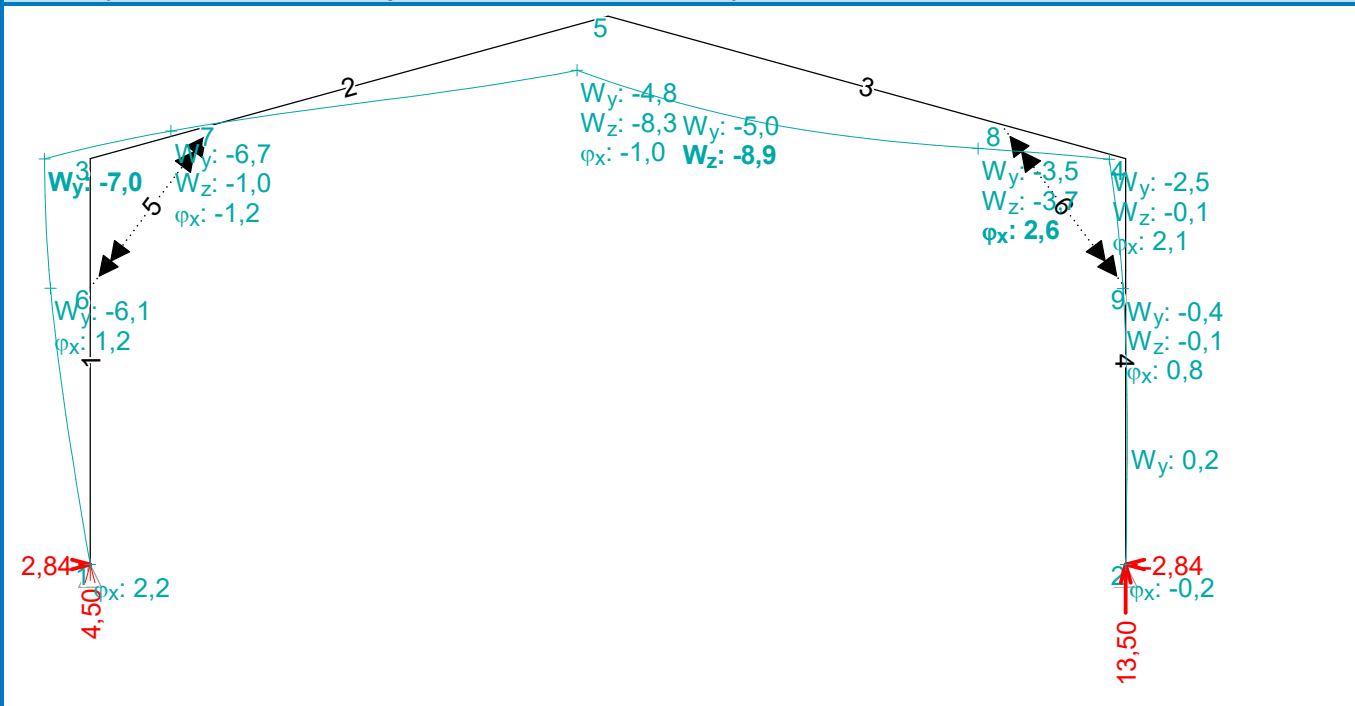 5
2
3
Wy: -4,8
Wz: -8,3
φx: -1,0
Wy: -5,0
Wz: -8,9
7
Wy: -6,7
Wz: -1,0
φx: -1,2
3
Wy: -7,0
5
8
Wy: -3,5
Wz: -3,7
φx: 2,6
6
4
Wy: -2,5
Wz: -0,1
φx: 2,1
6
Wy: -6,1
φx: 1,2
1
9
Wy: -0,4
Wz: -0,1
φx: 0,8
4
Wy: 0,2
2,84
1
φx: 2,2
4,50
-2,84
2
φx: -0,2
13,50